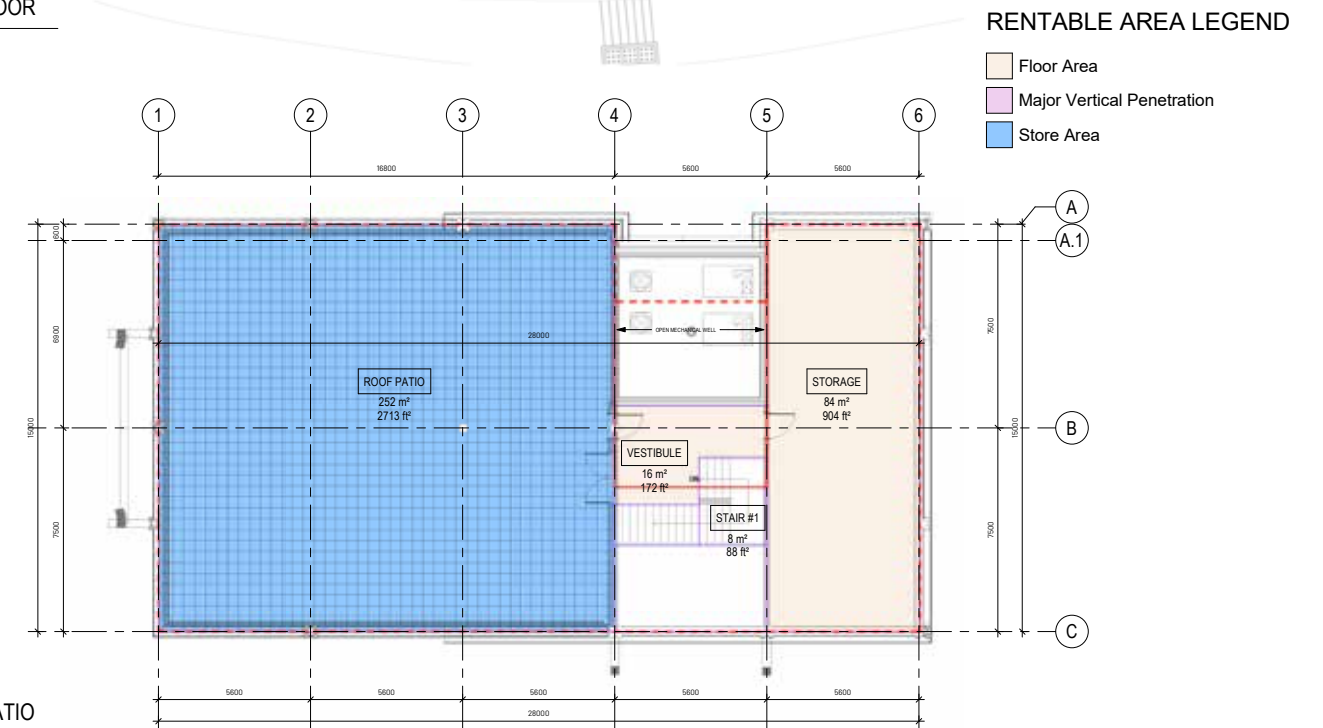 OOR
RENTABLE AREA LEGEND
Floor Area
Major Vertical Penetration
Store Area
1
2
3
4
5
6
16800
5600
5600
A
A.1
B
C
600
6900
7500
15000
7500
7500
15000
OPEN MECHANICAL WELL
28000
ROOF PATIO
252 m²
2713 ft²
STORAGE
84 m²
904 ft²
VESTIBULE
16 m²
172 ft²
STAIR #1
8 m²
88 ft²
5600
5600
5600
5600
5600
28000
ATIO